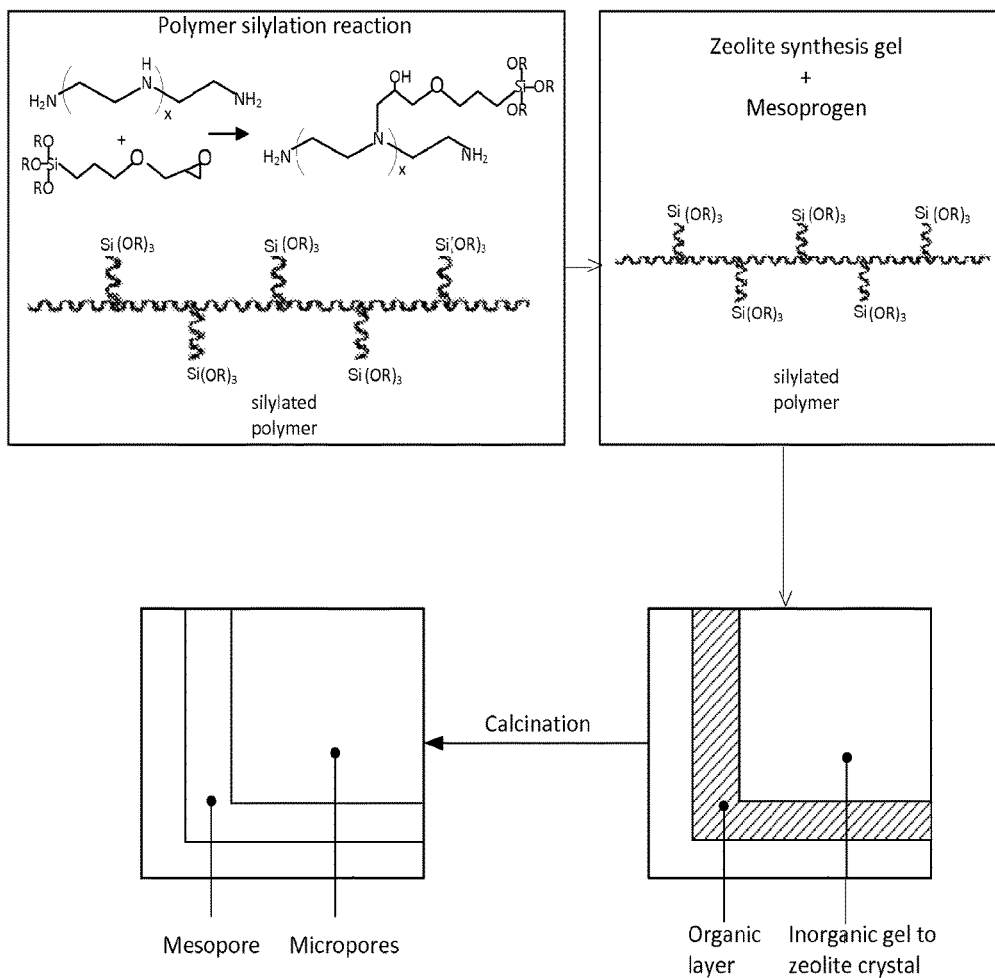 Polymer silylation reaction
H
N
H₂N
x
NH₂
+
RO
RO
RO
Si
O
O
OH
O
Si
OR
OR
OR
N
H₂N
x
NH₂
Si(OR)₃
Si(OR)₃
Si(OR)₃
Si(OR)₃
Si(OR)₃
silylated
polymer
Zeolite synthesis gel
+
Mesoprogen
Si(OR)₃
Si(OR)₃
Si(OR)₃
Si(OR)₃
Si(OR)₃
silylated
polymer
Calcination
Mesopore
Micropores
Organic
layer
Inorganic gel to
zeolite crystal